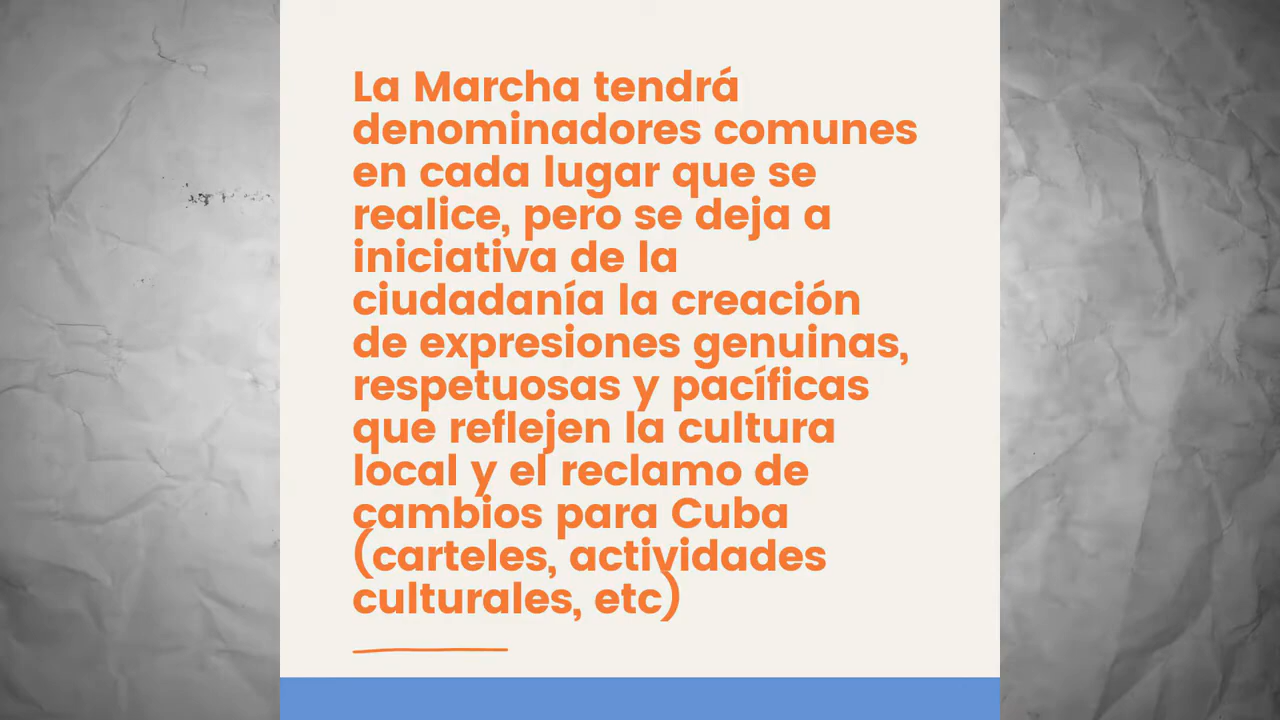 La Marcha tendrá
denominadores comunes
en cada lugar que se
realice, pero se deja a
iniciativa de la
ciudadanía la creación
de expresiones genuinas,
respetuosas y pacíficas
que reflejen la cultura
local y el reclamo de
cambios para Cuba
(carteles, actividades
culturales, etc)